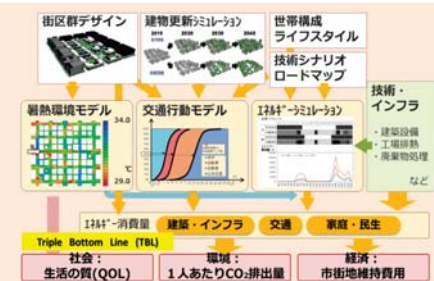 街区群デザイン
建物更新シミュレーション
2010 2020 2030 2040
世帯構成
ライフスタイル
技術シナリオ
ロードマップ
暑熱環境モデル
34.0
℃
29.0
交通行動モデル
エネルギーシミュレーション
技術・
インフラ
・建築設備
・工場排熱
・廃棄物処理
など
エネルギー消費量
建築・インフラ
交通
家庭・民生
Triple Bottom Line (TBL)
社会：
生活の質(QOL)
環境：
1人あたりCO₂排出量
経済：
市街地維持費用